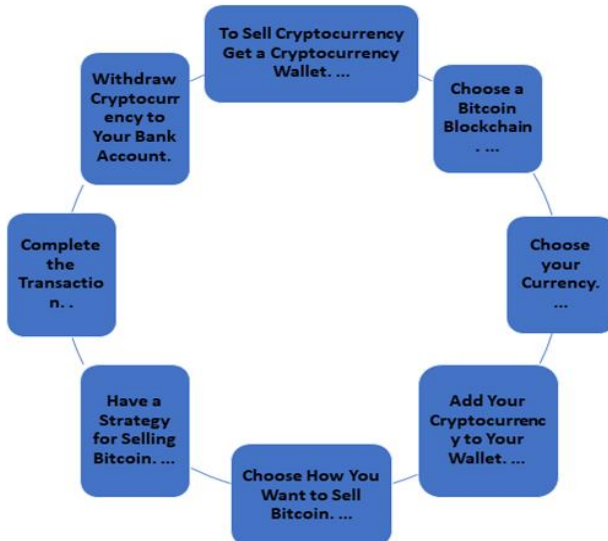 To Sell Cryptocurrency
Get a Cryptocurrency
Wallet. ...
Choose a
Bitcoin
Blockchain
. ...
Choose
your
Currency.
...
Add Your
Cryptocurrenc
y to Your
Wallet. ...
Choose How You
Want to Sell
Bitcoin. ...
Have a
Strategy
for Selling
Bitcoin. ...
Complete
the
Transactio
n. .
Withdraw
Cryptocurr
ency to
Your Bank
Account.